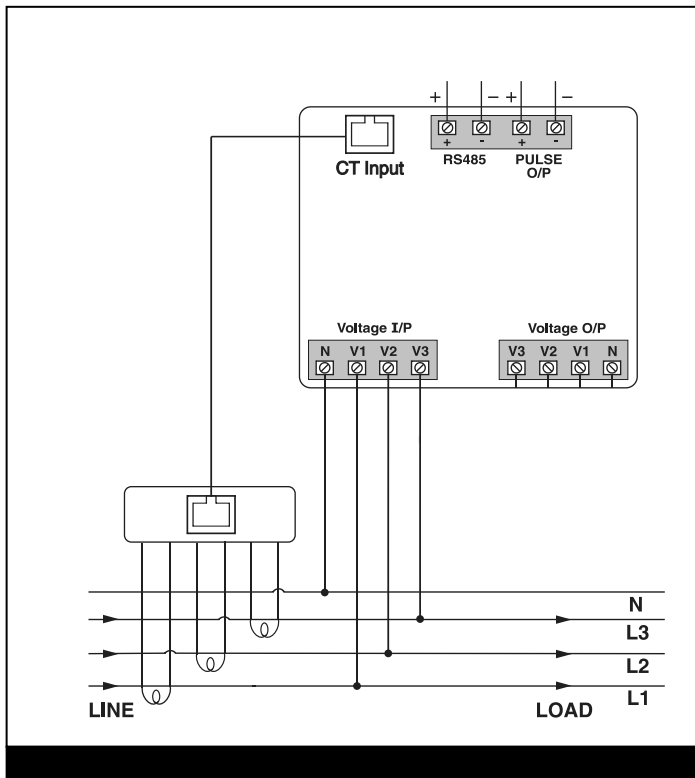 + − + −
+ - + -
CT Input
RS485 PULSE
O/P
Voltage I/P Voltage O/P
N V1 V2 V3 V3 V2 V1 N
N
L3
L2
L1
LINE LOAD